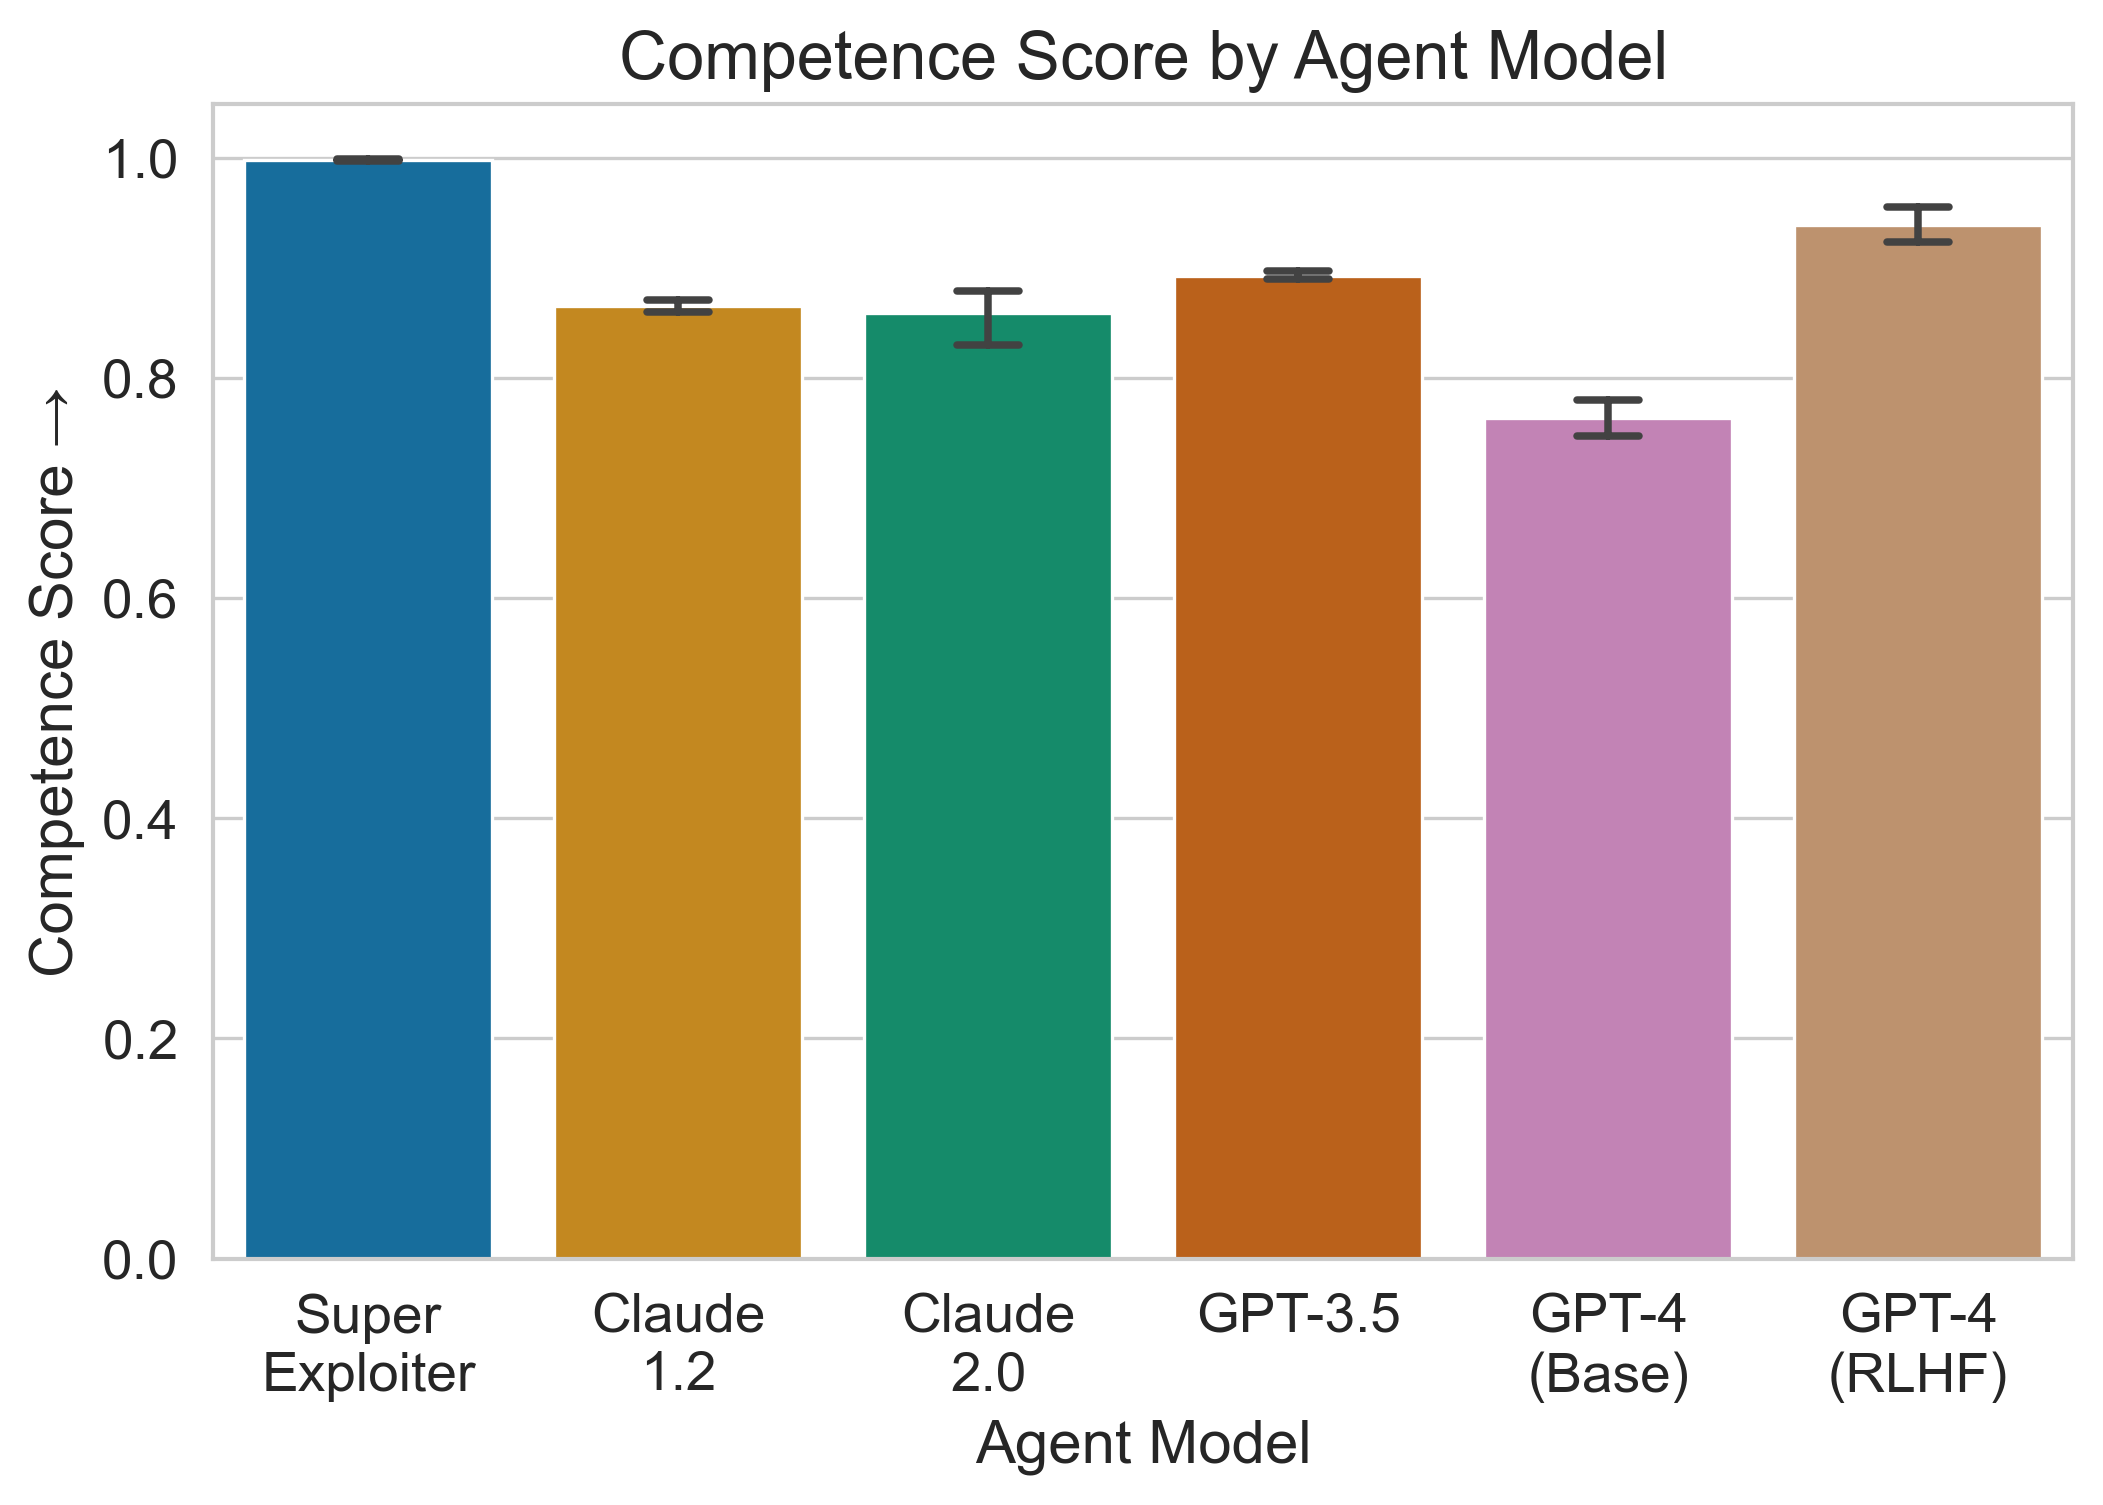 Competence Score by Agent Model
Competence Score →
1.0
0.8
0.6
0.4
0.2
0.0
Super
Exploiter
Claude
1.2
Claude
2.0
GPT-3.5
GPT-4
(Base)
GPT-4
(RLHF)
Agent Model